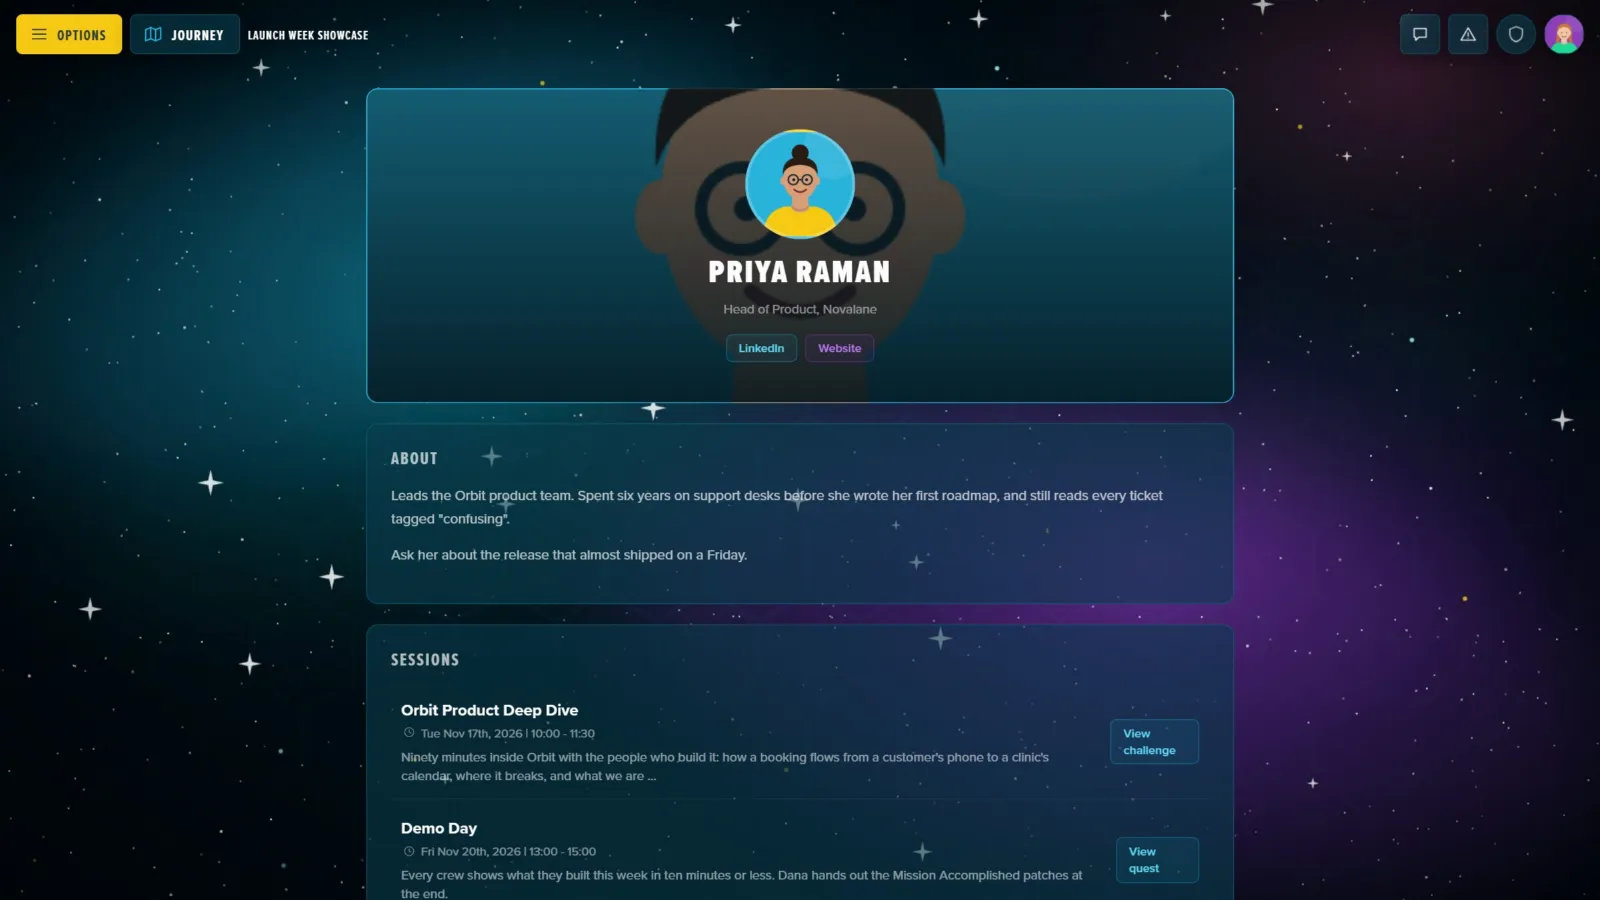 OPTIONS
JOURNEY
LAUNCH WEEK SHOWCASE
PRIYA RAMAN
Head of Product, Novalane
LinkedIn
Website
ABOUT
Leads the Orbit product team. Spent six years on support desks before she wrote her first roadmap, and still reads every ticket
tagged "confusing".
Ask her about the release that almost shipped on a Friday.
SESSIONS
Orbit Product Deep Dive
Tue Nov 17th, 2026 | 10:00 - 11:30
Ninety minutes inside Orbit with the people who build it: how a booking flows from a customer's phone to a clinic's
calendar, where it breaks, and what we are ...
View
challenge
Demo Day
Fri Nov 20th, 2026 | 13:00 - 15:00
Every crew shows what they built this week in ten minutes or less. Dana hands out the Mission Accomplished patches at
the end.
View
quest